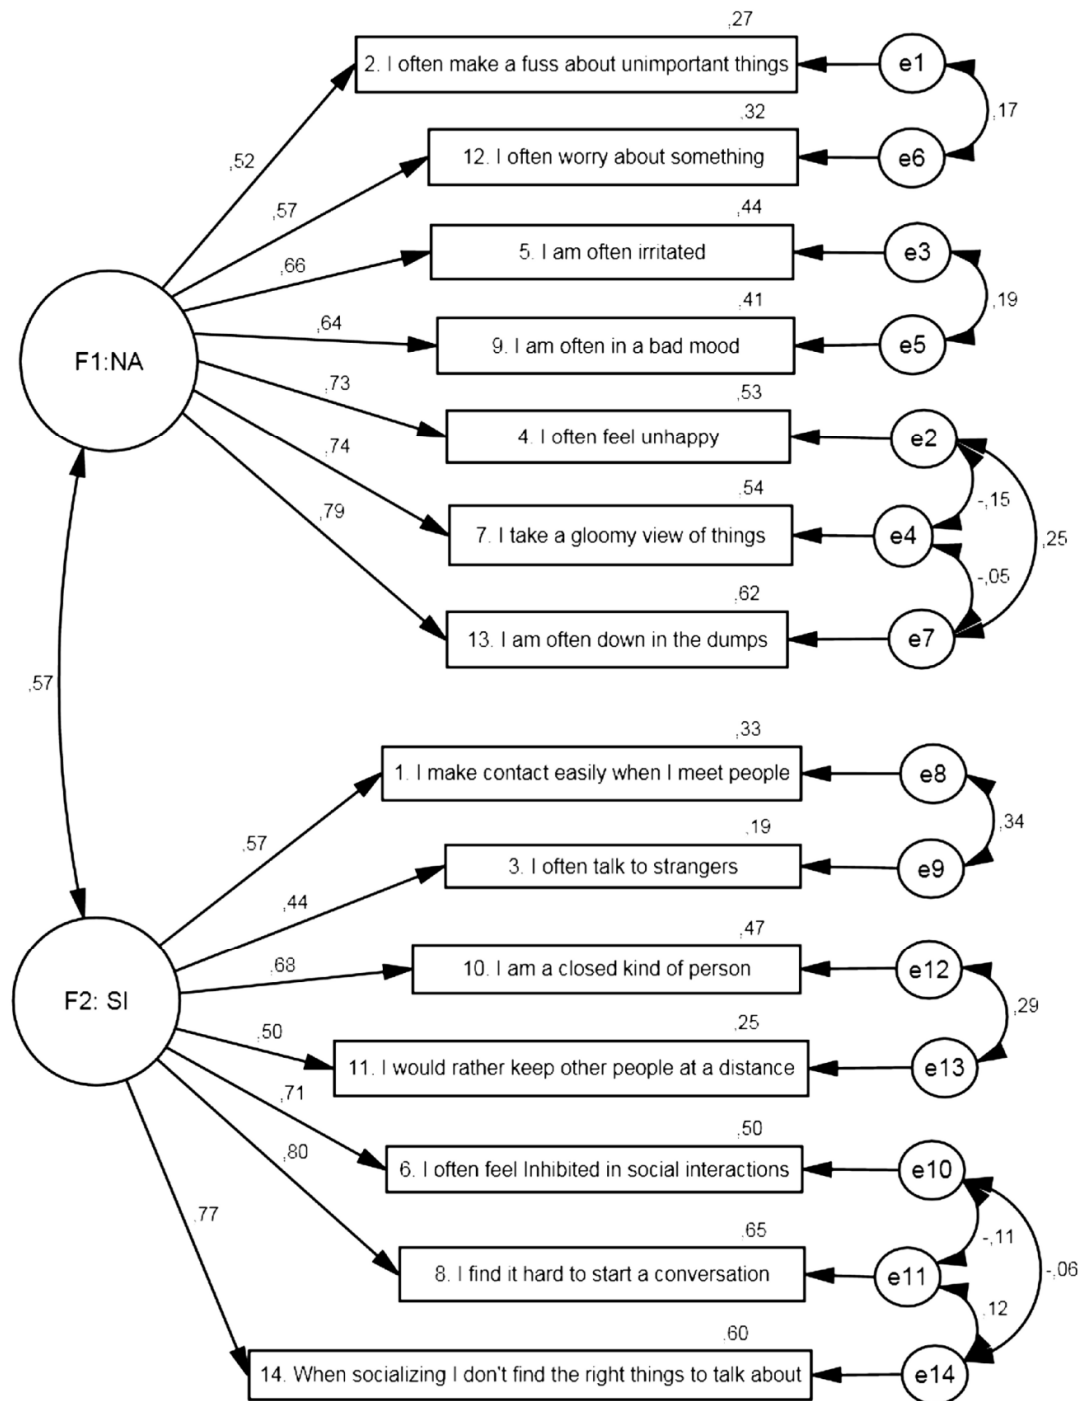 ,27
2. I often make a fuss about unimportant things
e1
,17
,32
12. I often worry about something
e6
,52
,57
,44
5. I am often irritated
e3
,66
,19
,41
9. I am often in a bad mood
e5
,64
F1:NA
,73
,53
4. I often feel unhappy
e2
,74
-,15
,54
7. I take a gloomy view of things
e4
,25
,79
-,05
,62
13. I am often down in the dumps
e7
,57
,33
1. I make contact easily when I meet people
e8
,34
,57
,19
3. I often talk to strangers
e9
,44
,47
10. I am a closed kind of person
e12
,68
,29
F2: SI
,50
,25
11. I would rather keep other people at a distance
e13
,71
,50
6. I often feel Inhibited in social interactions
e10
,80
-,11
,77
,65
8. I find it hard to start a conversation
e11
-,06
,12
,60
14. When socializing I don't find the right things to talk about
e14